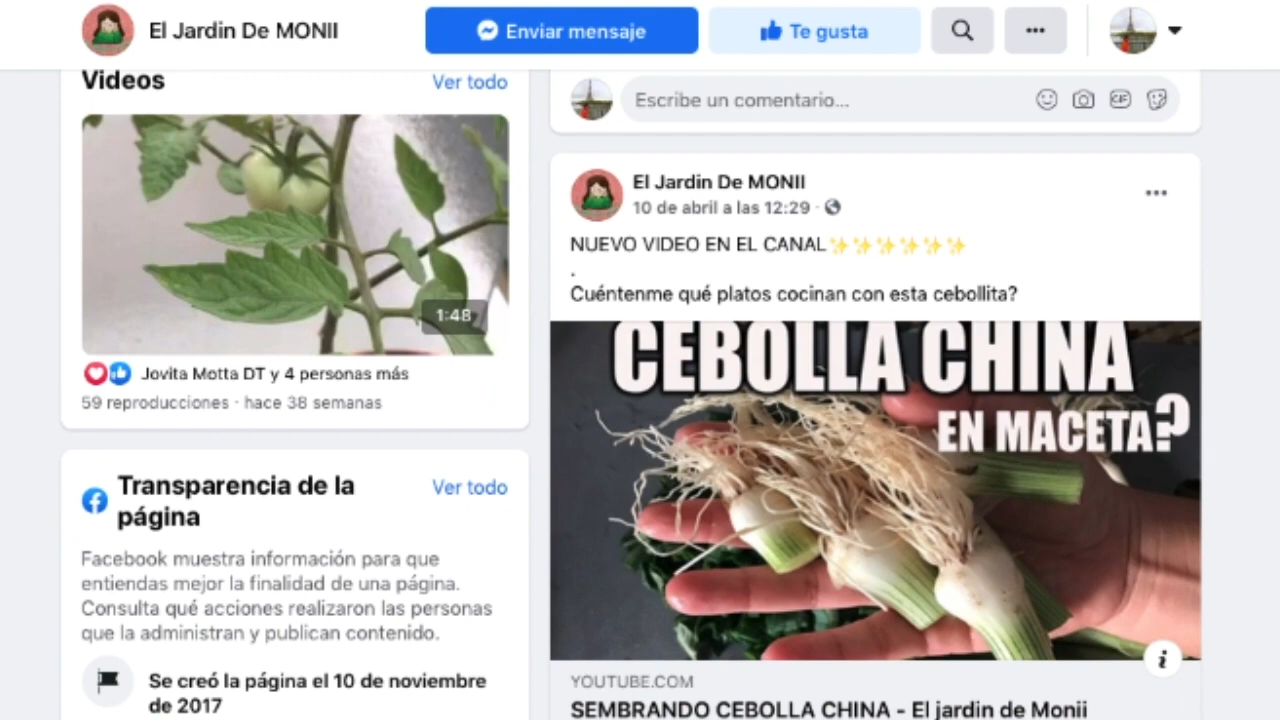 El Jardin De MONII
Enviar mensaje
Te gusta
Videos
Ver todo
1:48
Jovita Motta DT y 4 personas más
59 reproducciones · hace 38 semanas
Transparencia de la
página
Ver todo
Facebook muestra información para que
entiendas mejor la finalidad de una página.
Consulta qué acciones realizaron las personas
que la administran y publican contenido.
Se creó la página el 10 de noviembre
de 2017
Escribe un comentario...
GIF
El Jardin De MONII
10 de abril a las 12:29 ·
NUEVO VIDEO EN EL CANAL✨✨✨✨✨✨
.
Cuéntenme qué platos cocinan con esta cebollita?
CEBOLLA CHINA
EN MACETA?
YOUTUBE.COM
SEMBRANDO CEBOLLA CHINA - El jardin de Monii